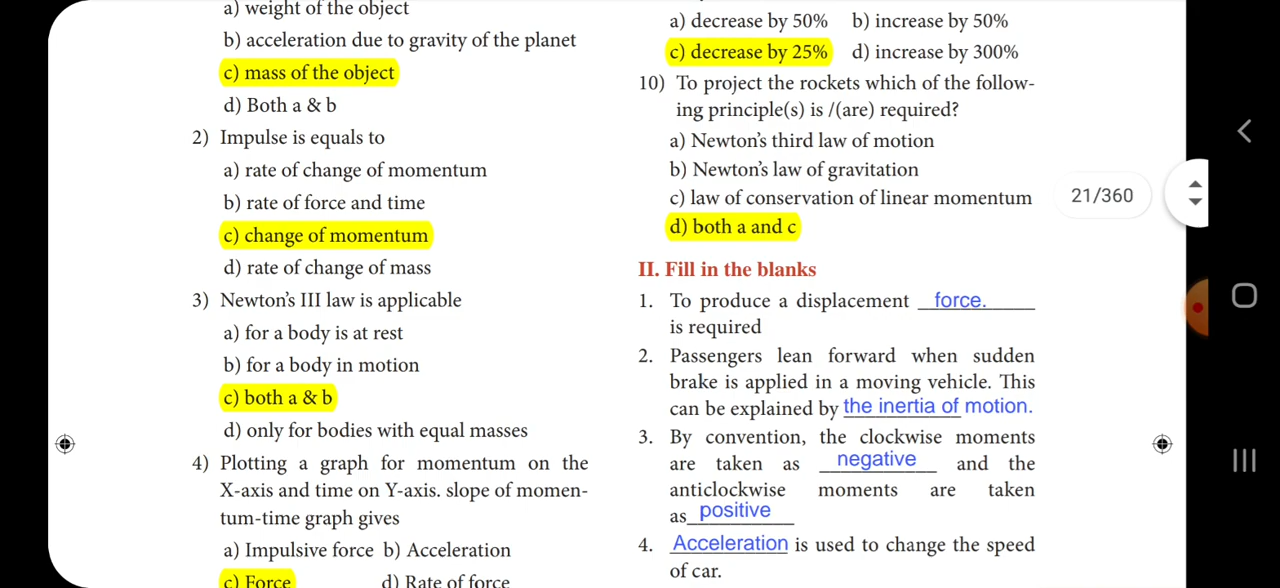 a) weight of the object
b) acceleration due to gravity of the planet
c) mass of the object
d) Both a & b
2) Impulse is equals to
a) rate of change of momentum
b) rate of force and time
c) change of momentum
d) rate of change of mass
3) Newton's III law is applicable
a) for a body is at rest
b) for a body in motion
c) both a & b
d) only for bodies with equal masses
4) Plotting a graph for momentum on the
X-axis and time on Y-axis. slope of momen-
tum-time graph gives
a) Impulsive force b) Acceleration
c) Force d) Rate of force
a) decrease by 50% b) increase by 50%
c) decrease by 25% d) increase by 300%
10) To project the rockets which of the follow-
ing principle(s) is /(are) required?
a) Newton's third law of motion
b) Newton's law of gravitation
c) law of conservation of linear momentum
d) both a and c
II. Fill in the blanks
1. To produce a displacement force.
is required
2. Passengers lean forward when sudden
brake is applied in a moving vehicle. This
can be explained by the inertia of motion.
3. By convention, the clockwise moments
are taken as negative and the
anticlockwise moments are taken
as positive
4. Acceleration is used to change the speed
of car.
21/360